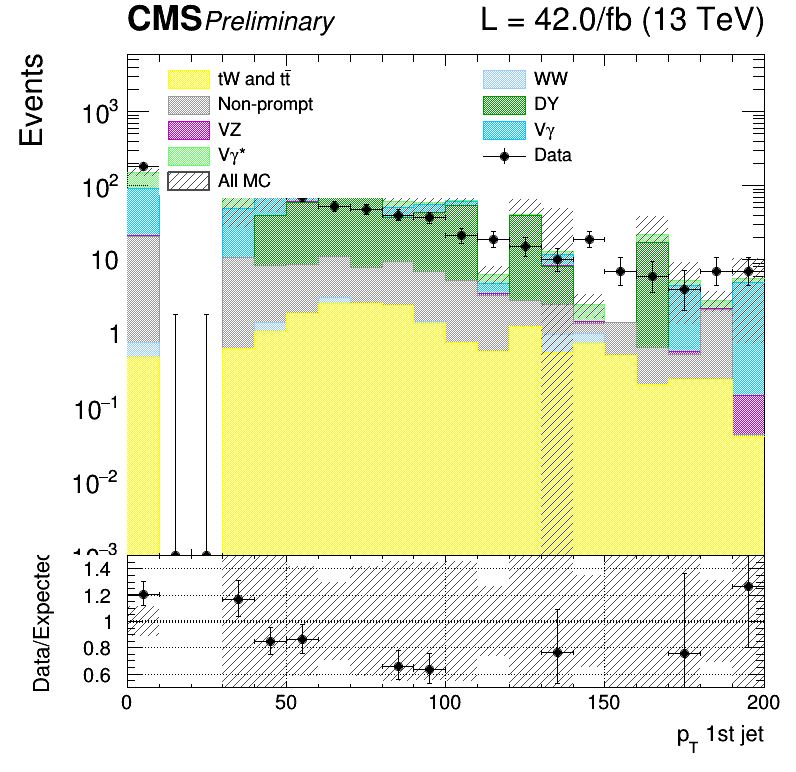 CMS Preliminary L = 42.0/fb (13 TeV)
Events
tW and tt̄ WW
Non-prompt DY
VZ Vγ
Vγ* Data
All MC
10³
10²
10
1
10⁻¹
10⁻²
10⁻³
Data/Expected
1.4
1.2
1
0.8
0.6
0 50 100 150 200
p_T 1st jet